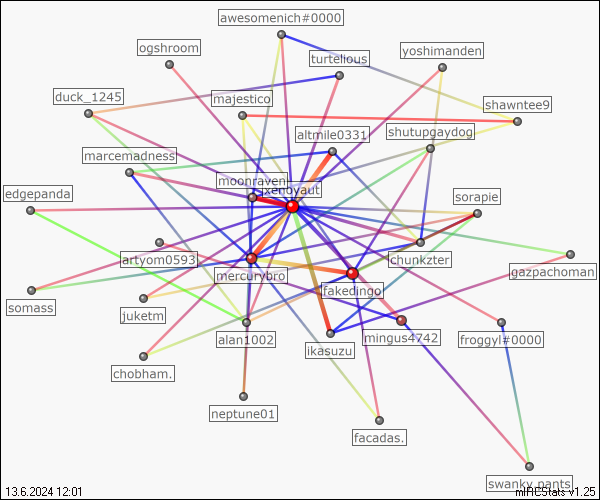 awesomenich#0000
ogshroom
turtelious
yoshimanden
duck_1245
majestico
shawntee9
altmile0331
shutupgaydog
marcemadness
moonraven
xenoyaut
edgepanda
sorapie
artyom0593
mercurybro
chunkzter
gazpachoman
fakedingo
somass
juketm
alan1002
ikasuzu
mingus4742
froggyl#0000
chobham.
neptune01
facadas.
swanky.pants
13.6.2024 12:01
mIRCStats v1.25